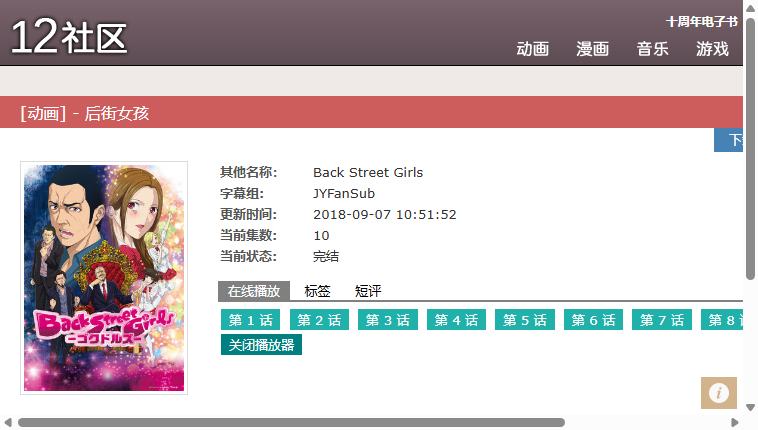 12社区
十周年电子书
动画 漫画 音乐 游戏
[动画] - 后街女孩
Back Street Girls
-ゴクドルズ-
其他名称: Back Street Girls
字幕组: JYFanSub
更新时间: 2018-09-07 10:51:52
当前集数: 10
当前状态: 完结
在线播放 标签 短评
第 1 话 第 2 话 第 3 话 第 4 话 第 5 话 第 6 话 第 7 话 第 8
关闭播放器